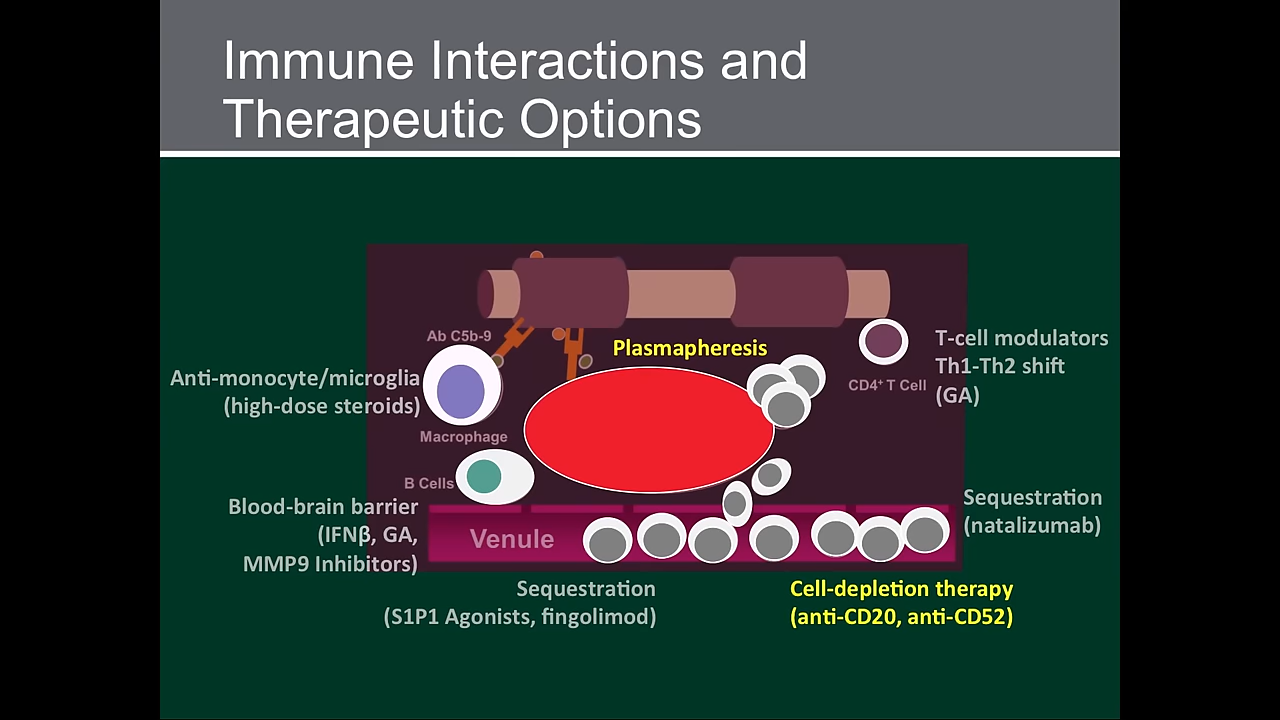 Immune Interactions and
Therapeutic Options
Ab C5b-9
Plasmapheresis
T-cell modulators
Th1-Th2 shift
(GA)
Anti-monocyte/microglia
(high-dose steroids)
CD4⁺ T Cell
Macrophage
B Cells
Blood-brain barrier
(IFNβ, GA,
MMP9 Inhibitors)
Venule
Sequestration
(natalizumab)
Sequestration
(S1P1 Agonists, fingolimod)
Cell-depletion therapy
(anti-CD20, anti-CD52)